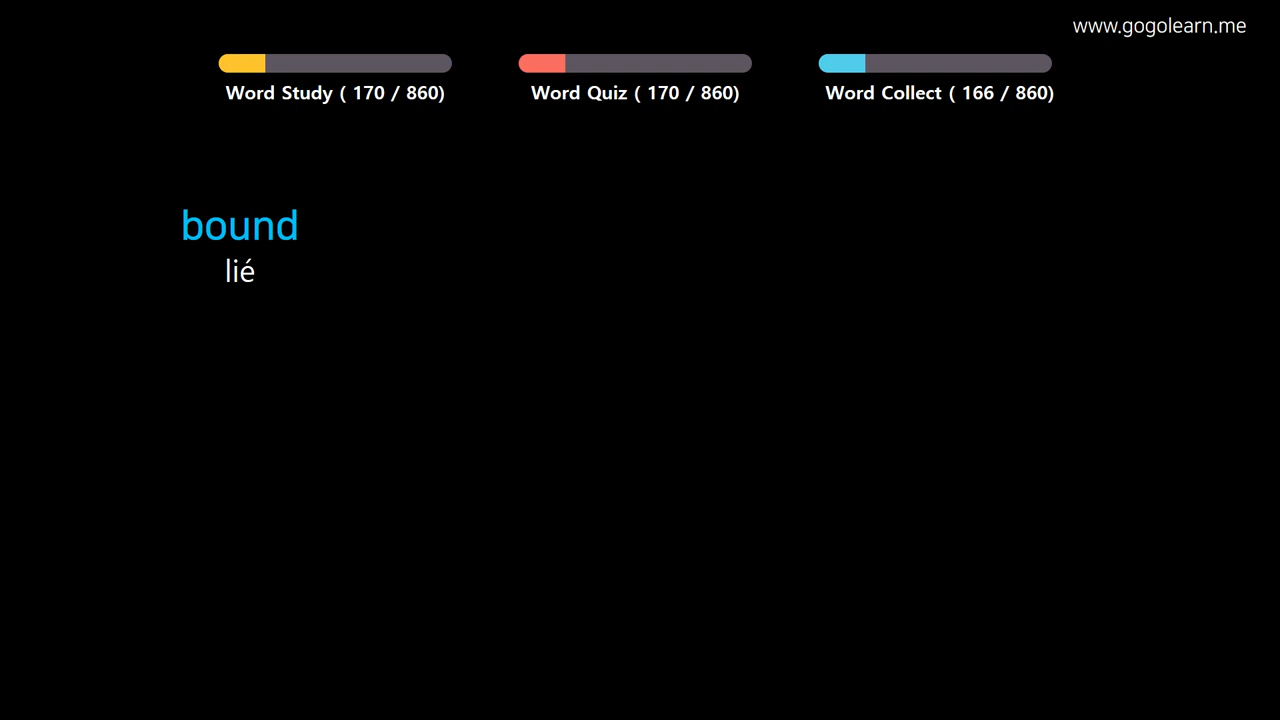 www.gogolearn.me
Word Study ( 170 / 860)
Word Quiz ( 170 / 860)
Word Collect ( 166 / 860)
bound
lié